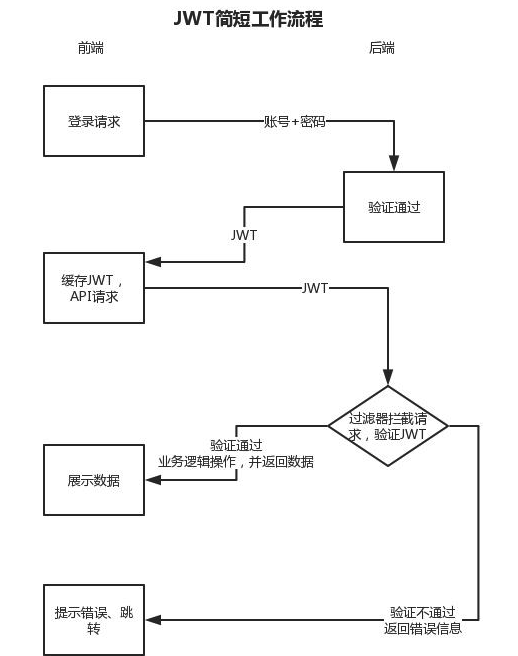 JWT简短工作流程
前端
后端
登录请求
账号+密码
验证通过
JWT
缓存JWT，
API请求
JWT
过滤器拦截请
求，验证JWT
验证通过
业务逻辑操作，并返回数据
展示数据
提示错误、跳
转
验证不通过
返回错误信息